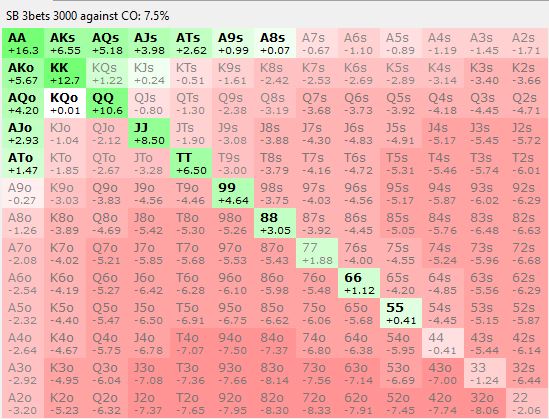 SB 3bets 3000 against CO: 7.5%
AA AKs AQs AJs ATs A9s A8s A7s A6s A5s A4s A3s A2s
+16.3 +6.55 +5.18 +3.98 +2.62 +0.99 +0.07 -0.67 -1.10 -0.89 -1.19 -1.45 -1.71
AKo KK KQs KJs KTs K9s K8s K7s K6s K5s K4s K3s K2s
+5.67 +12.7 +1.22 +0.24 -0.51 -1.61 -2.42 -2.53 -2.69 -2.89 -3.14 -3.40 -3.66
AQo KQo QQ QJs QTs Q9s Q8s Q7s Q6s Q5s Q4s Q3s Q2s
+4.20 +0.01 +10.6 -0.80 -1.30 -2.38 -3.19 -3.68 -3.73 -3.92 -4.18 -4.45 -4.71
AJo KJo QJo JJ JTs J9s J8s J7s J6s J5s J4s J3s J2s
+2.93 -1.04 -2.12 +8.50 -1.90 -3.08 -3.88 -4.30 -4.83 -4.91 -5.17 -5.45 -5.72
ATo KTo QTo JTo TT T9s T8s T7s T6s T5s T4s T3s T2s
+1.47 -1.85 -2.67 -3.28 +6.50 -3.00 -3.79 -4.16 -4.72 -5.31 -5.46 -5.74 -6.01
A9o K9o Q9o J9o T9o 99 98s 97s 96s 95s 94s 93s 92s
-0.27 -3.03 -3.83 -4.56 -4.46 +4.64 -3.75 -4.03 -4.56 -5.17 -5.87 -6.02 -6.29
A8o K8o Q8o J8o T8o 98o 88 87s 86s 85s 84s 83s 82s
-1.26 -3.89 -4.69 -5.42 -5.30 -5.26 +3.05 -3.92 -4.45 -5.05 -5.76 -6.48 -6.63
A7o K7o Q7o J7o T7o 97o 87o 77 76s 75s 74s 73s 72s
-2.08 -4.02 -5.21 -5.85 -5.68 -5.53 -5.43 +1.88 -4.00 -4.55 -5.24 -5.96 -6.68
A6o K6o Q6o J6o T6o 96o 86o 76o 66 65s 64s 63s 62s
-2.54 -4.19 -5.27 -6.42 -6.28 -6.10 -5.98 -5.48 +1.12 -4.20 -4.85 -5.56 -6.29
A5o K5o Q5o J5o T5o 95o 85o 75o 65o 55 54s 53s 52s
-2.32 -4.40 -5.47 -6.50 -6.91 -6.75 -6.62 -6.06 -5.68 +0.41 -4.45 -5.15 -5.87
A4o K4o Q4o J4o T4o 94o 84o 74o 64o 54o 44 43s 42s
-2.64 -4.67 -5.75 -6.78 -7.07 -7.50 -7.37 -6.80 -6.38 -5.95 -0.41 -5.44 -6.14
A3o K3o Q3o J3o T3o 93o 83o 73o 63o 53o 43o 33 32s
-2.92 -4.95 -6.04 -7.08 -7.36 -7.66 -8.14 -7.56 -7.14 -6.69 -7.00 -1.24 -6.44
A2o K2o Q2o J2o T2o 92o 82o 72o 62o 52o 42o 32o 22
-3.20 -5.23 -6.32 -7.37 -7.65 -7.95 -8.30 -8.33 -7.91 -7.45 -7.74 -8.06 -2.06